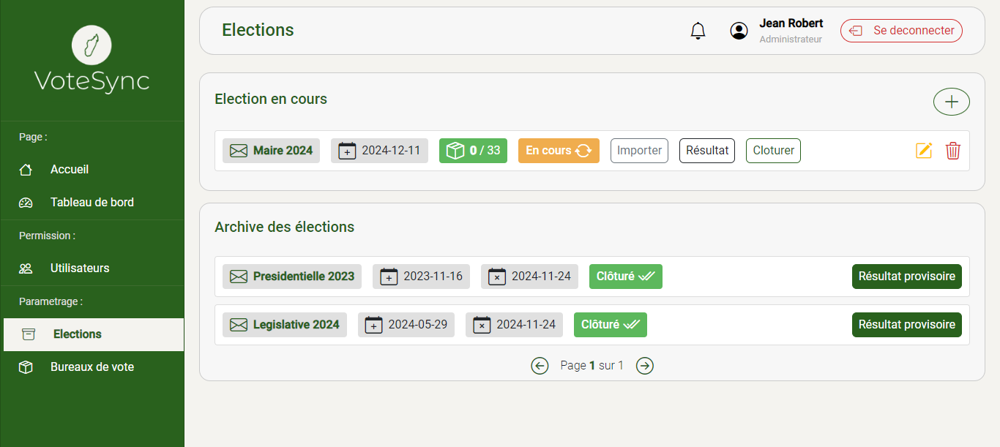 VoteSync
Page :
Accueil
Tableau de bord
Permission :
Utilisateurs
Parametrage :
Elections
Bureaux de vote
Elections
Jean Robert
Administrateur
Se deconnecter
Election en cours
Maire 2024 2024-12-11 0 / 33 En cours Importer Résultat Cloturer
Archive des élections
Presidentielle 2023 2023-11-16 2024-11-24 Clôturé Résultat provisoire
Legislative 2024 2024-05-29 2024-11-24 Clôturé Résultat provisoire
Page 1 sur 1